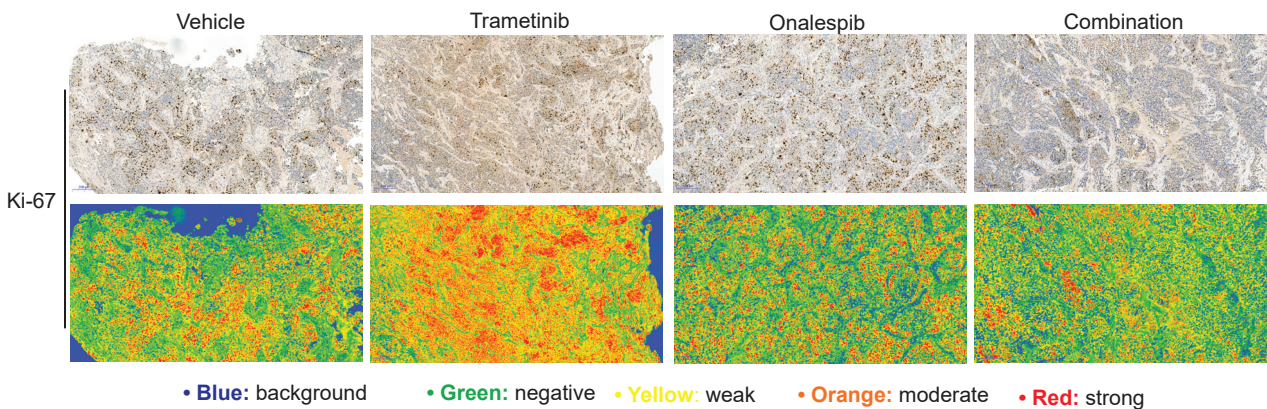 Vehicle Trametinib Onalespib Combination
Ki-67
• Blue: background • Green: negative • Yellow: weak • Orange: moderate • Red: strong